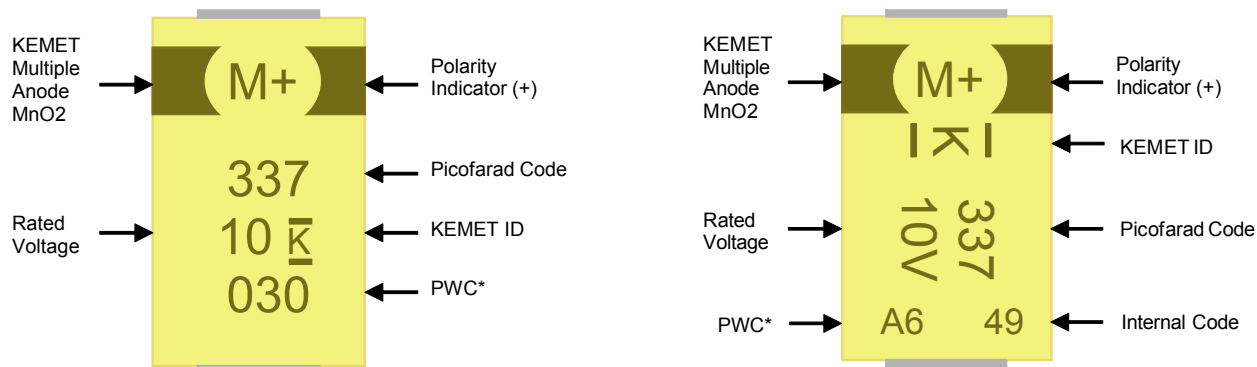 KEMET
Multiple
Anode
MnO2
M+
Polarity
Indicator (+)
337
Picofarad Code
Rated
Voltage
10 K
KEMET ID
030
PWC*
KEMET
Multiple
Anode
MnO2
M+
Polarity
Indicator (+)
K
KEMET ID
Rated
Voltage
337
10V
Picofarad Code
PWC*
A6 49
Internal Code